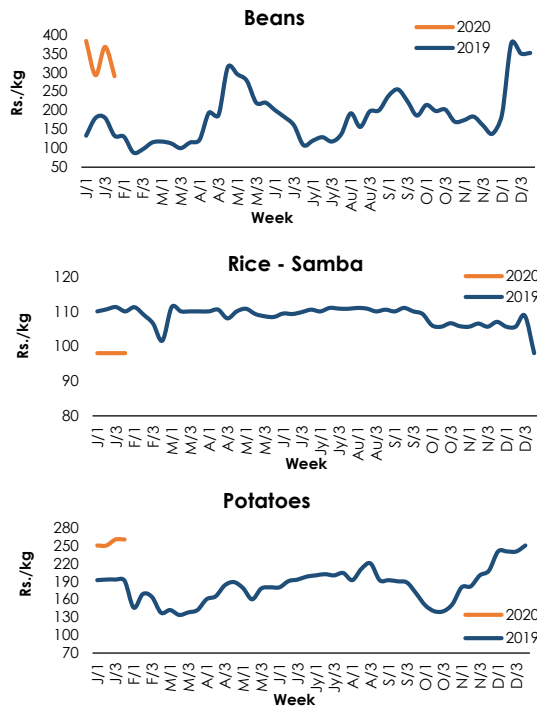 Beans
2020
2019
Rs./kg
400
350
300
250
200
150
100
50
J/1 J/3 F/1 F/3 M/1 M/3 A/1 A/3 M/1 M/3 J/1 J/3 Jy/1 Jy/3 Au/1 Au/3 S/1 S/3 O/1 O/3 N/1 N/3 D/1 D/3
Week
Rice - Samba
2020
2019
Rs./kg
120
110
100
90
80
J/1 J/3 F/1 F/3 M/1 M/3 A/1 A/3 M/1 M/3 J/1 J/3 Jy/1 Jy/3 Au/1 Au/3 S/1 S/3 O/1 O/3 N/1 N/3 D/1 D/3
Week
Potatoes
Rs./kg
280
250
220
190
160
130
100
70
2020
2019
J/1 J/3 F/1 F/3 M/1 M/3 A/1 A/3 M/1 M/3 J/1 J/3 Jy/1 Jy/3 A/1 A/3 S/1 S/3 O/1 O/3 N/1 N/3 D/1 D/3
Week